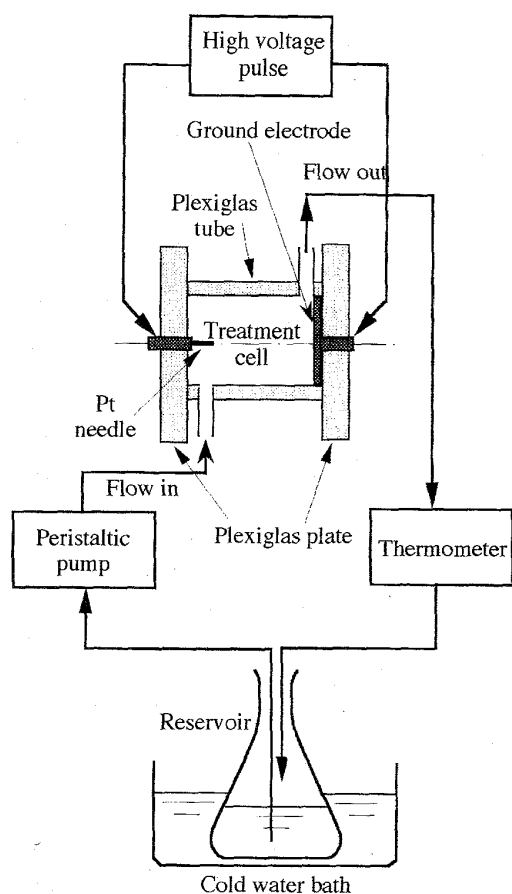 High voltage
pulse
Ground electrode
Flow out
Plexiglas
tube
Treatment
cell
Pt
needle
Flow in
Plexiglas plate
Peristaltic
pump
Thermometer
Reservoir
Cold water bath